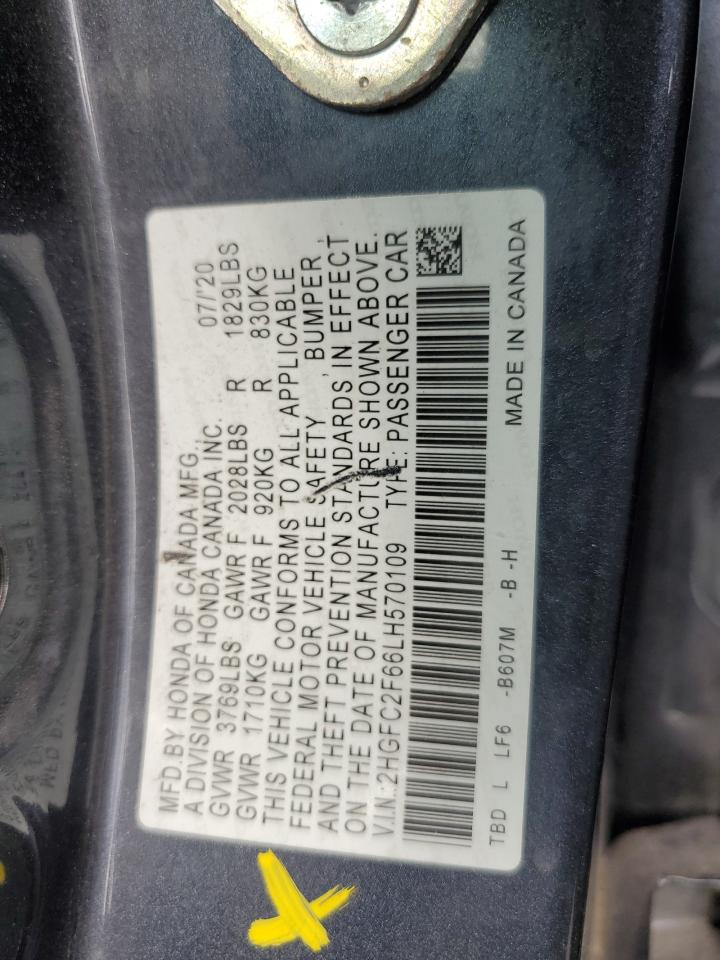 MFD.BY HONDA OF CANADA MFG., 07/'20
A DIVISION OF HONDA CANADA INC.
GVWR 3769LBS GAWR F 2028LBS R 1829LBS
GVWR 1710KG GAWR F 920KG R 830KG
THIS VEHICLE CONFORMS TO ALL APPLICABLE
FEDERAL MOTOR VEHICLE SAFETY, BUMPER,
AND THEFT PREVENTION STANDARDS IN EFFECT
ON THE DATE OF MANUFACTURE SHOWN ABOVE.
V.I.N.:2HGFC2F66LH570109 TYPE: PASSENGER CAR
TBD L LF6 -B607M -B -H MADE IN CANADA